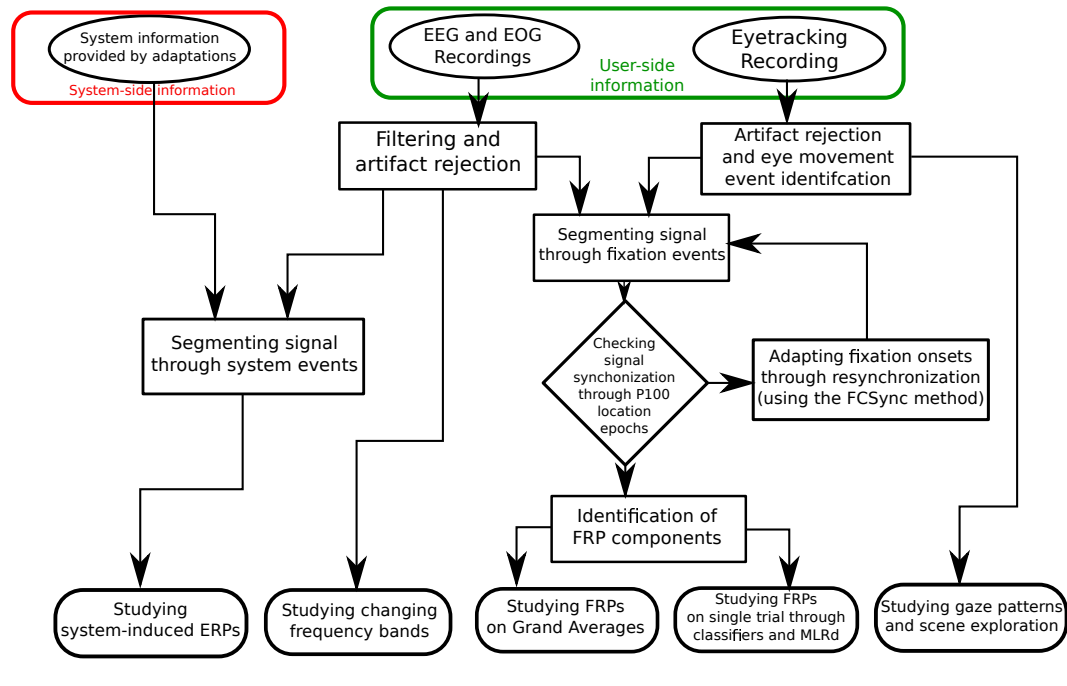 System information
provided by adaptations
System-side information
EEG and EOG
Recordings
User-side
information
Eyetracking
Recording
Filtering and
artifact rejection
Artifact rejection
and eye movement
event identifcation
Segmenting signal
through fixation events
Segmenting signal
through system events
Checking
signal
synchonization
through P100
location
epochs
Adapting fixation onsets
through resynchronization
(using the FCSync method)
Identification of
FRP components
Studying
system-induced ERPs
Studying changing
frequency bands
Studying FRPs
on Grand Averages
Studying FRPs
on single trial through
classifiers and MLRd
Studying gaze patterns
and scene exploration